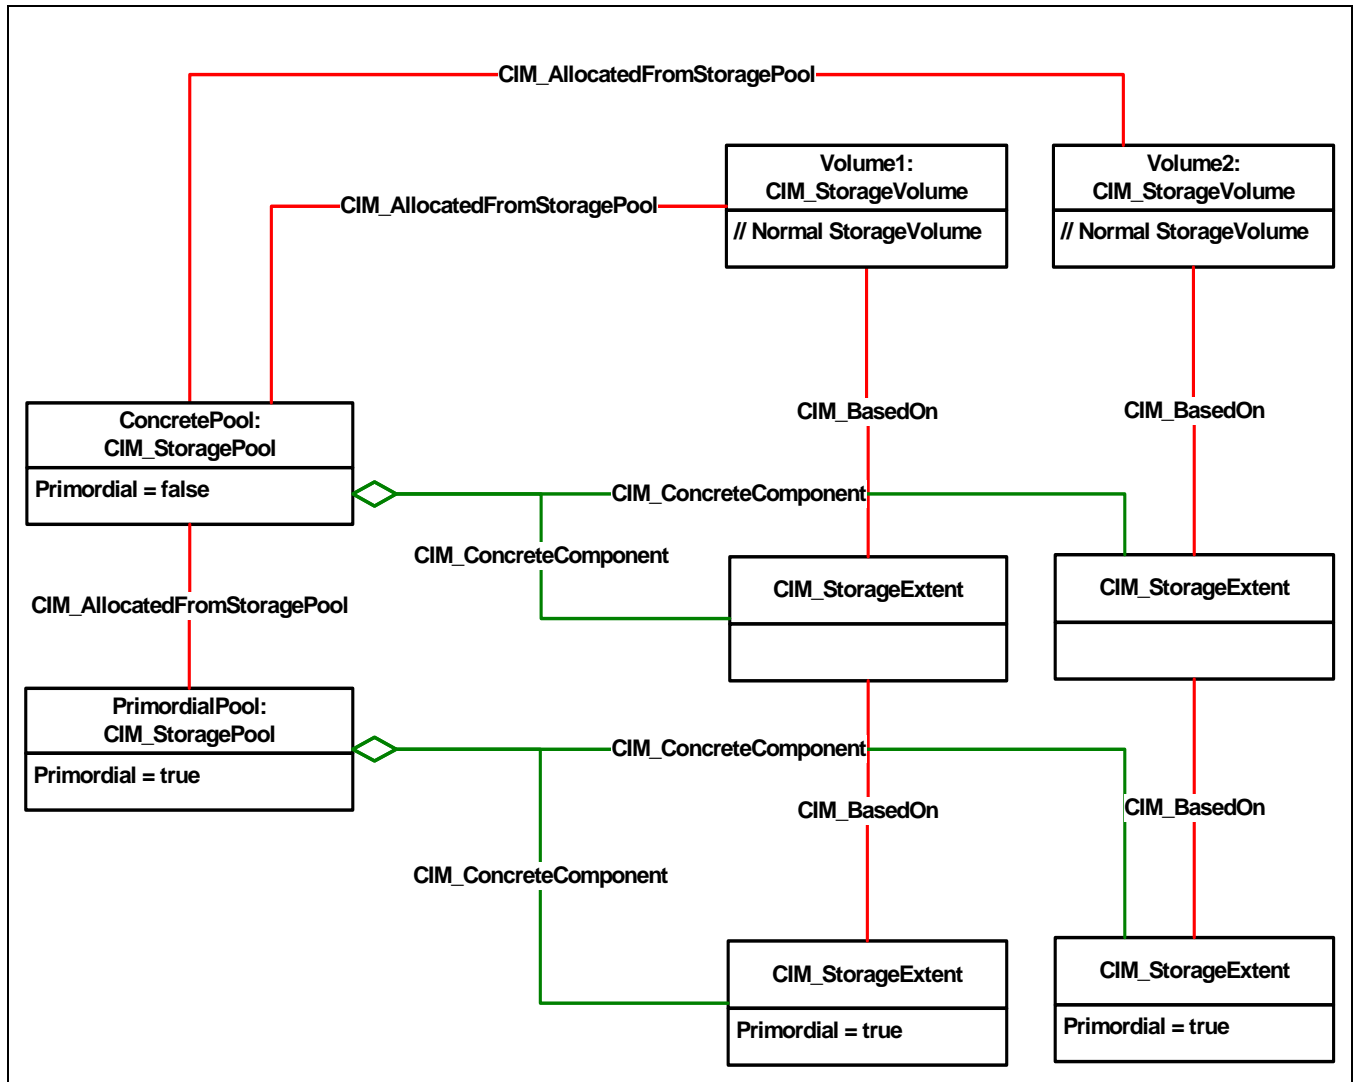 CIM_AllocatedFromStoragePool
Volume1:
CIM_StorageVolume
// Normal StorageVolume
Volume2:
CIM_StorageVolume
// Normal StorageVolume
CIM_AllocatedFromStoragePool
CIM_BasedOn
CIM_BasedOn
ConcretePool:
CIM_StoragePool
Primordial = false
CIM_ConcreteComponent
CIM_ConcreteComponent
CIM_StorageExtent
CIM_StorageExtent
CIM_AllocatedFromStoragePool
PrimordialPool:
CIM_StoragePool
Primordial = true
CIM_ConcreteComponent
CIM_BasedOn
CIM_BasedOn
CIM_ConcreteComponent
CIM_StorageExtent
Primordial = true
CIM_StorageExtent
Primordial = true